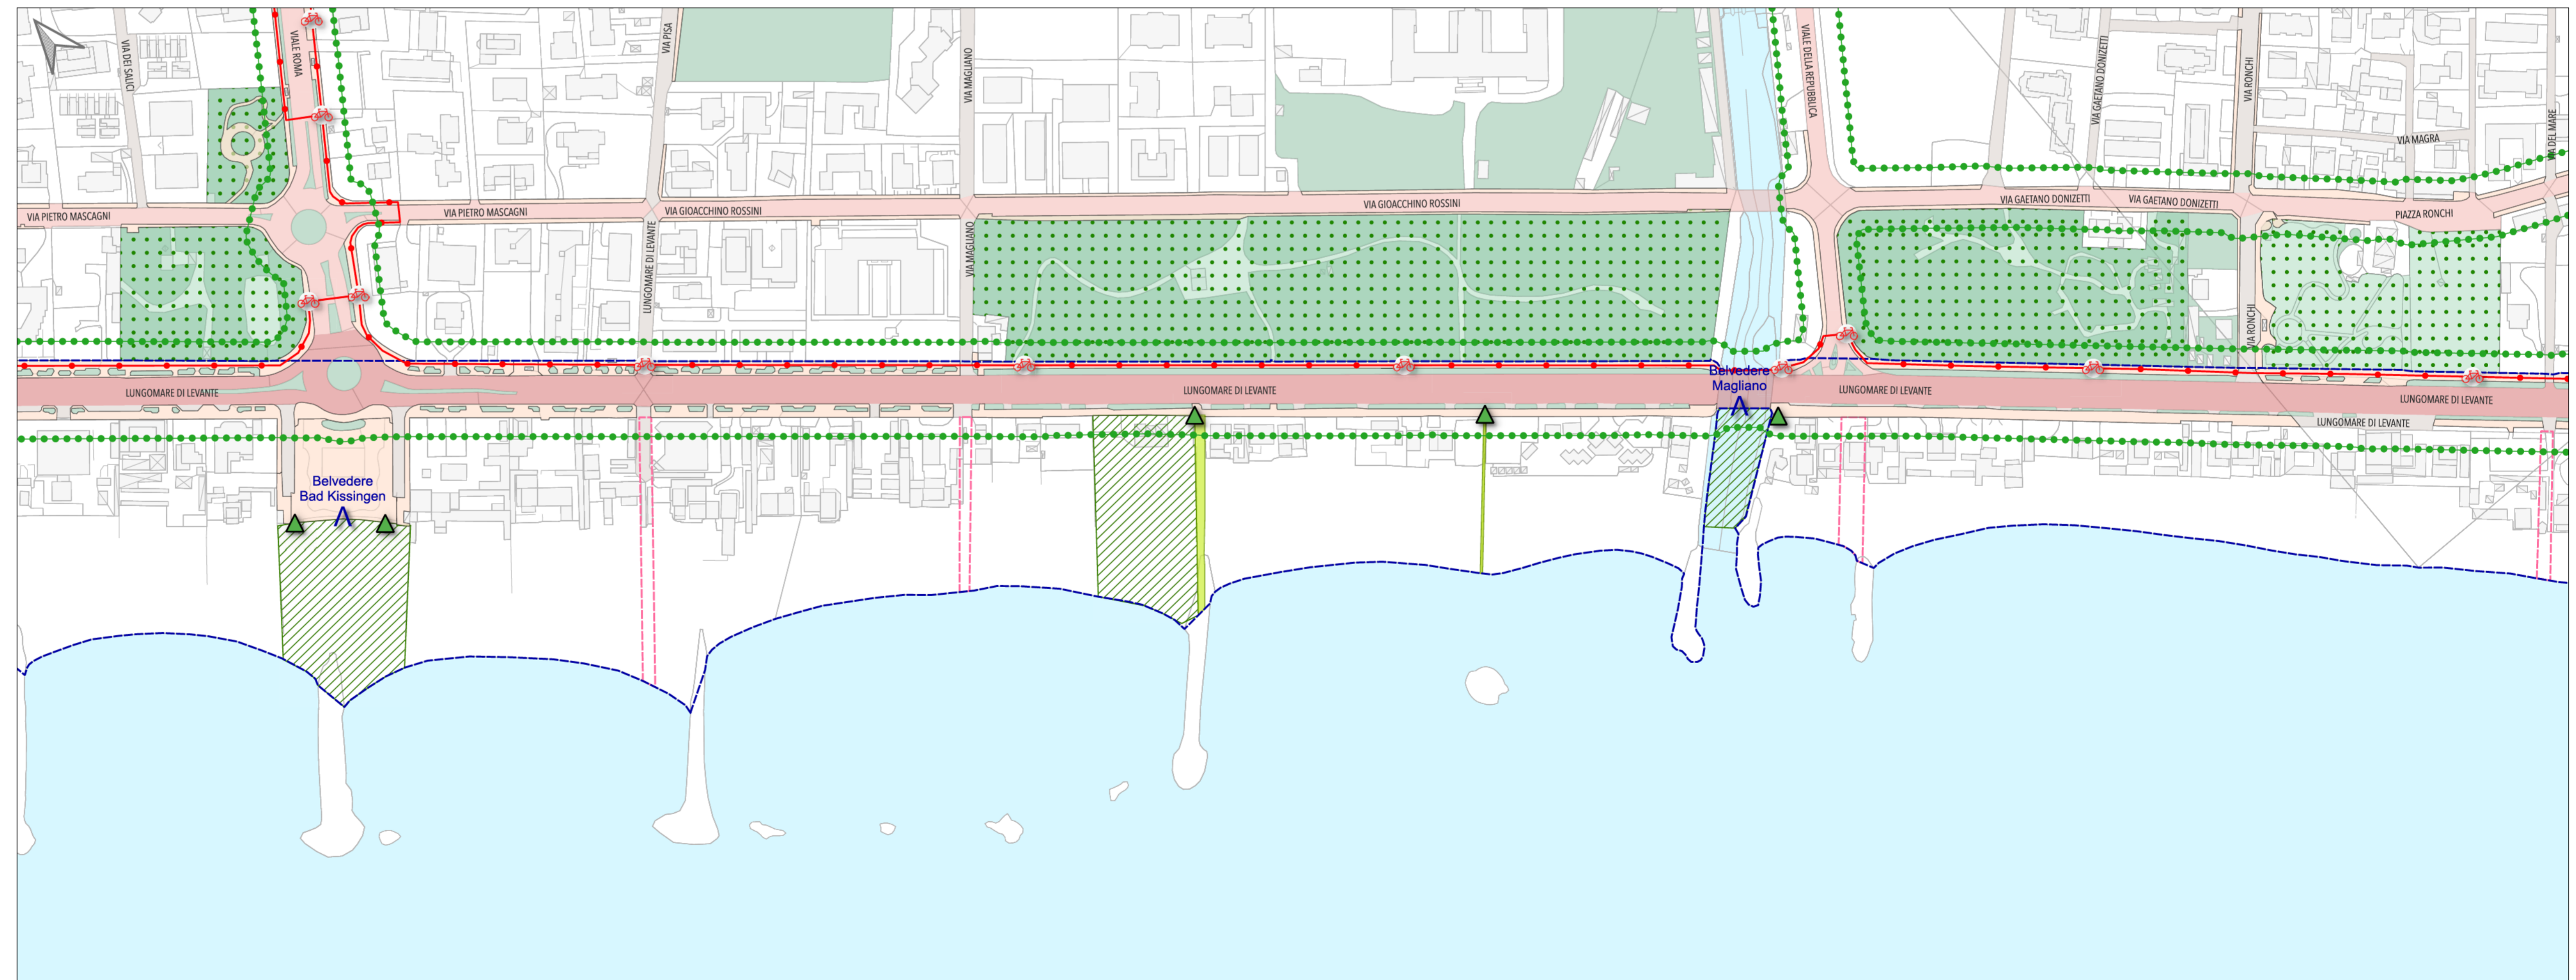 VIA DEI SALICI
VIALE ROMA
VIA PISA
VIA MAGLIANO
VIALE DELLA REPUBBLICA
VIA GAETANO DONIZETTI
VIA RONCHI
VIA MAGRA
VIA DEL MARE
VIA PIETRO MASCAGNI
VIA PIETRO MASCAGNI
VIA GIOACCHINO ROSSINI
VIA GIOACCHINO ROSSINI
VIA GAETANO DONIZETTI
VIA GAETANO DONIZETTI
PIAZZA RONCHI
LUNGOMARE DI LEVANTE
VIA MAGLIANO
VIA RONCHI
LUNGOMARE DI LEVANTE
LUNGOMARE DI LEVANTE
Belvedere
Magliano
LUNGOMARE DI LEVANTE
LUNGOMARE DI LEVANTE
LUNGOMARE DI LEVANTE
Belvedere
Bad Kissingen